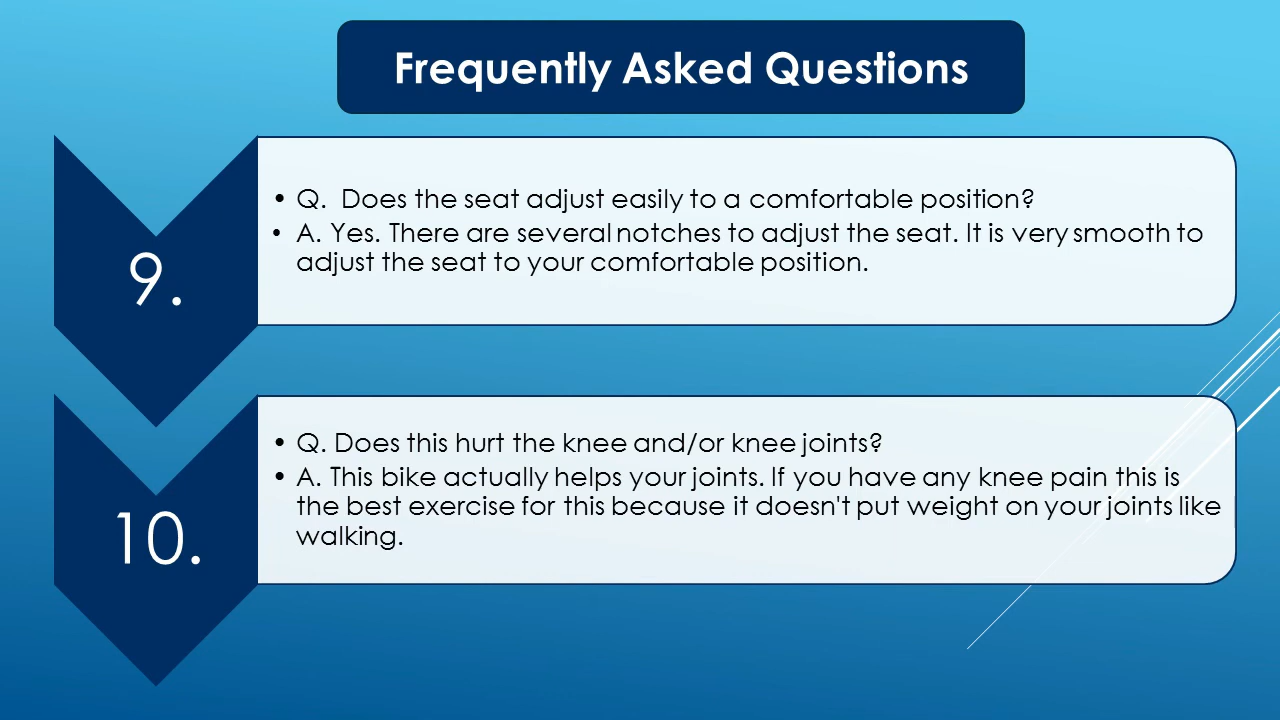 Frequently Asked Questions
9.
• Q.  Does the seat adjust easily to a comfortable position?
• A. Yes. There are several notches to adjust the seat. It is very smooth to
adjust the seat to your comfortable position.
10.
• Q. Does this hurt the knee and/or knee joints?
• A. This bike actually helps your joints. If you have any knee pain this is
the best exercise for this because it doesn't put weight on your joints like
walking.